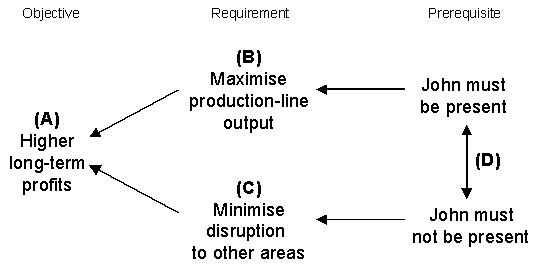 Objective
Requirement
Prerequisite
(A)
Higher
long-term
profits
(B)
Maximise
production-line
output
(C)
Minimise
disruption
to other areas
John must
be present
(D)
John must
not be present